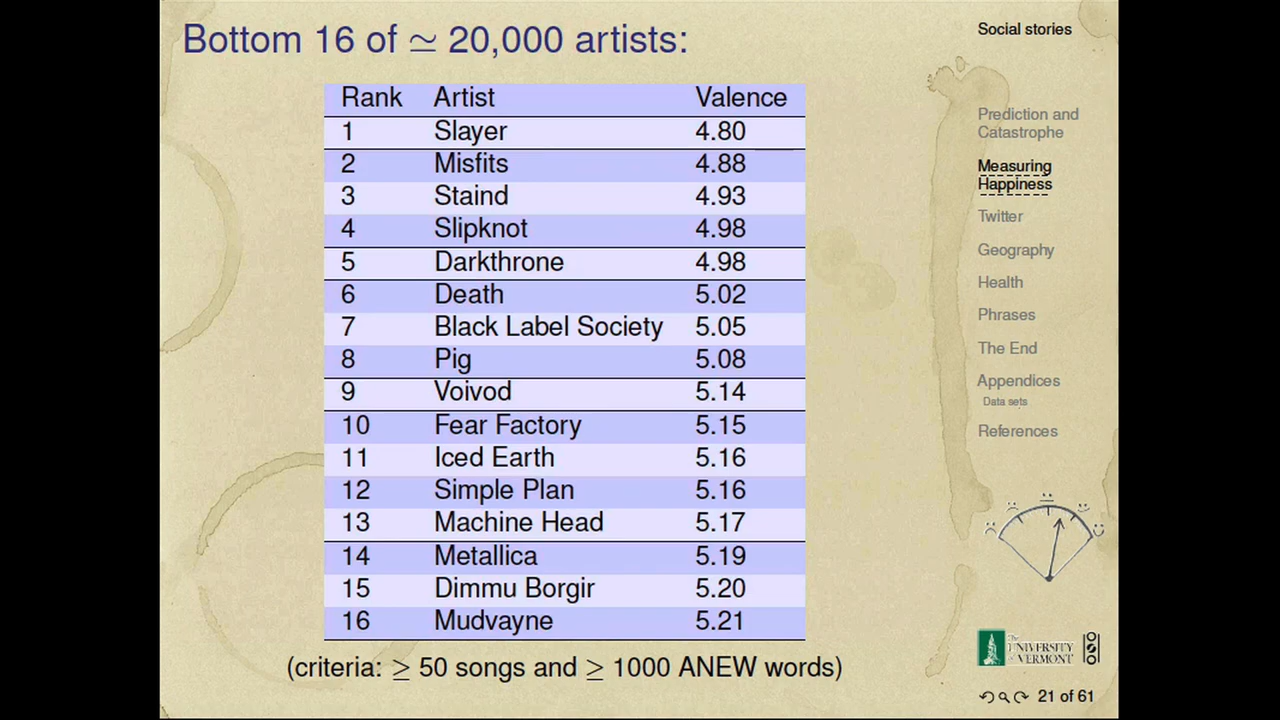 Bottom 16 of ≃ 20,000 artists:
Rank Artist Valence
1 Slayer 4.80
2 Misfits 4.88
3 Staind 4.93
4 Slipknot 4.98
5 Darkthrone 4.98
6 Death 5.02
7 Black Label Society 5.05
8 Pig 5.08
9 Voivod 5.14
10 Fear Factory 5.15
11 Iced Earth 5.16
12 Simple Plan 5.16
13 Machine Head 5.17
14 Metallica 5.19
15 Dimmu Borgir 5.20
16 Mudvayne 5.21
(criteria: ≥ 50 songs and ≥ 1000 ANEW words)
Social stories
Prediction and
Catastrophe
Measuring
Happiness
Twitter
Geography
Health
Phrases
The End
Appendices
Data sets
References
The
UNIVERSITY
of VERMONT
21 of 61